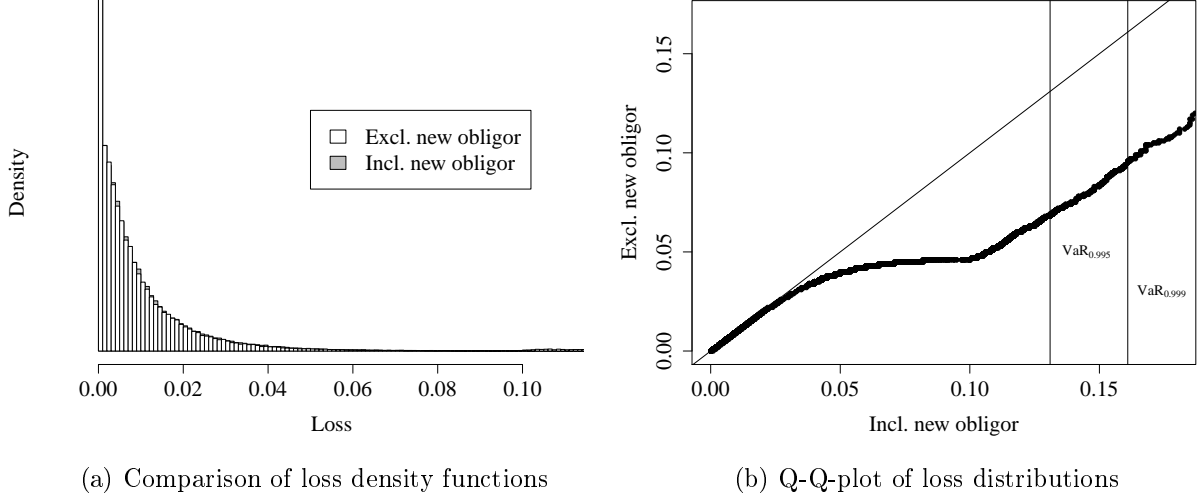 Density
Excl. new obligor
Incl. new obligor
0.00 0.02 0.04 0.06 0.08 0.10
Loss
(a) Comparison of loss density functions
Excl. new obligor
0.15
0.10
0.05
0.00
VaR0.995
VaR0.999
0.00 0.05 0.10 0.15
Incl. new obligor
(b) Q-Q-plot of loss distributions